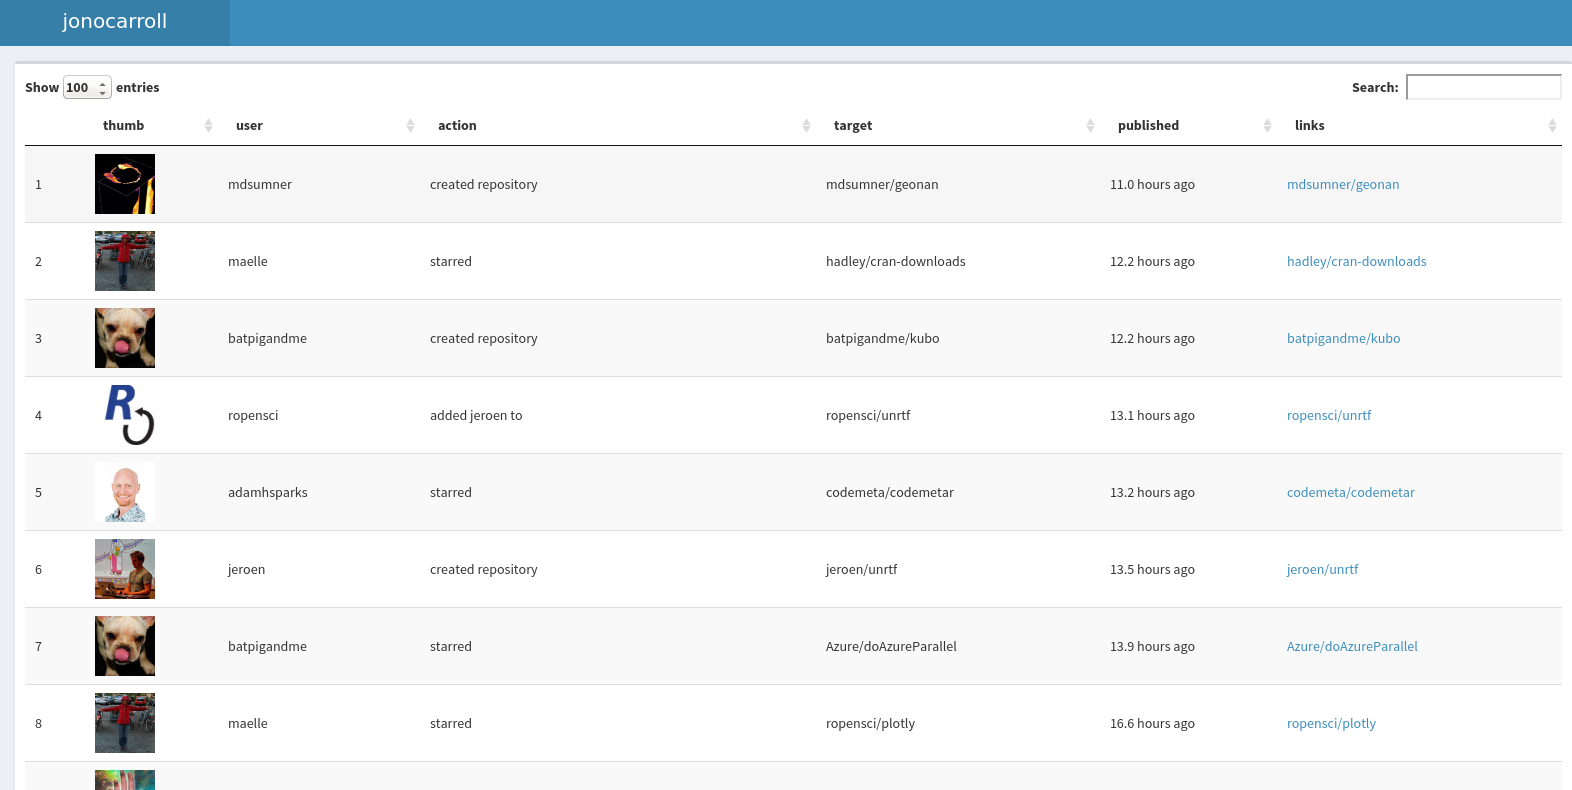 jonocarroll
Show 100 entries Search:
thumb user action target published links
1 mdsumner created repository mdsumner/geonan 11.0 hours ago mdsumner/geonan
2 maelle starred hadley/cran-downloads 12.2 hours ago hadley/cran-downloads
3 batpigandme created repository batpigandme/kubo 12.2 hours ago batpigandme/kubo
R
4 ropensci added jeroen to ropensci/unrtf 13.1 hours ago ropensci/unrtf
5 adamhsparks starred codemeta/codemetar 13.2 hours ago codemeta/codemetar
6 jeroen created repository jeroen/unrtf 13.5 hours ago jeroen/unrtf
7 batpigandme starred Azure/doAzureParallel 13.9 hours ago Azure/doAzureParallel
8 maelle starred ropensci/plotly 16.6 hours ago ropensci/plotly